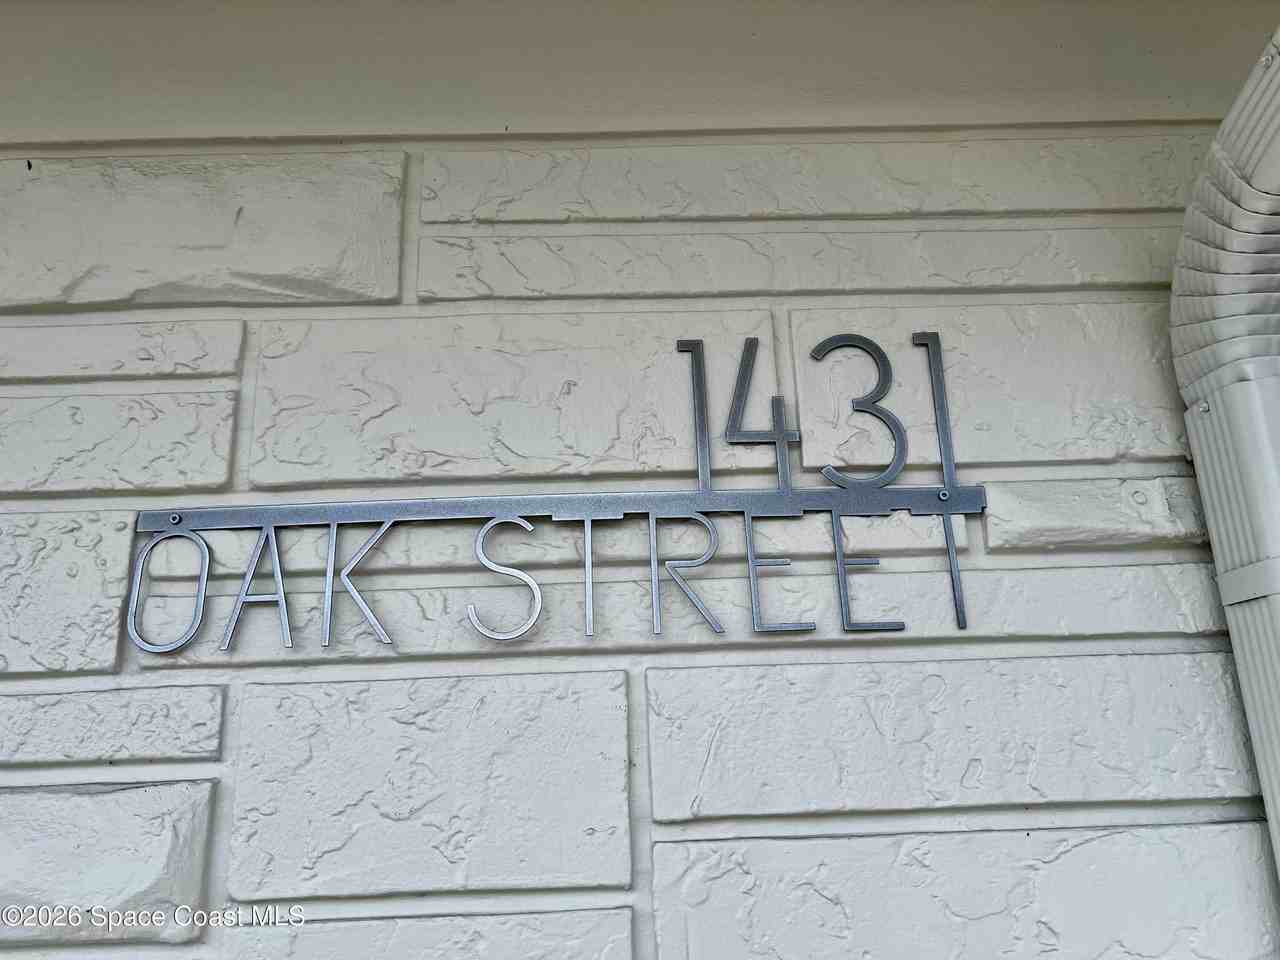 1431
OAK STREET
©2026 Space Coast MLS